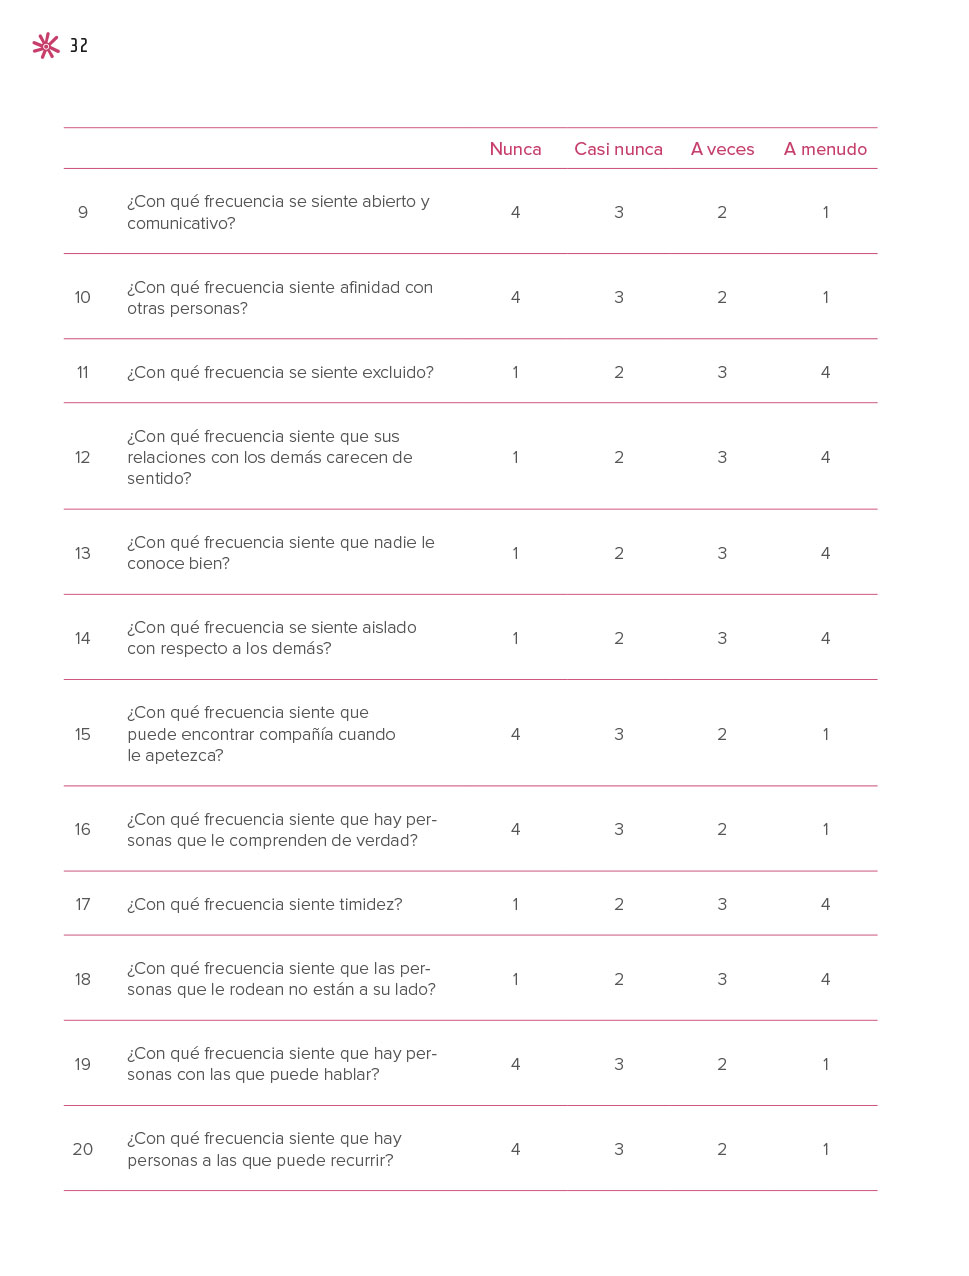 32
Nunca Casi nunca A veces A menudo
9 ¿Con qué frecuencia se siente abierto y
comunicativo? 4 3 2 1
10 ¿Con qué frecuencia siente afinidad con
otras personas? 4 3 2 1
11 ¿Con qué frecuencia se siente excluido? 1 2 3 4
12 ¿Con qué frecuencia siente que sus
relaciones con los demás carecen de
sentido? 1 2 3 4
13 ¿Con qué frecuencia siente que nadie le
conoce bien? 1 2 3 4
14 ¿Con qué frecuencia se siente aislado
con respecto a los demás? 1 2 3 4
15 ¿Con qué frecuencia siente que
puede encontrar compañía cuando
le apetezca? 4 3 2 1
16 ¿Con qué frecuencia siente que hay per-
sonas que le comprenden de verdad? 4 3 2 1
17 ¿Con qué frecuencia siente timidez? 1 2 3 4
18 ¿Con qué frecuencia siente que las per-
sonas que le rodean no están a su lado? 1 2 3 4
19 ¿Con qué frecuencia siente que hay per-
sonas con las que puede hablar? 4 3 2 1
20 ¿Con qué frecuencia siente que hay
personas a las que puede recurrir? 4 3 2 1